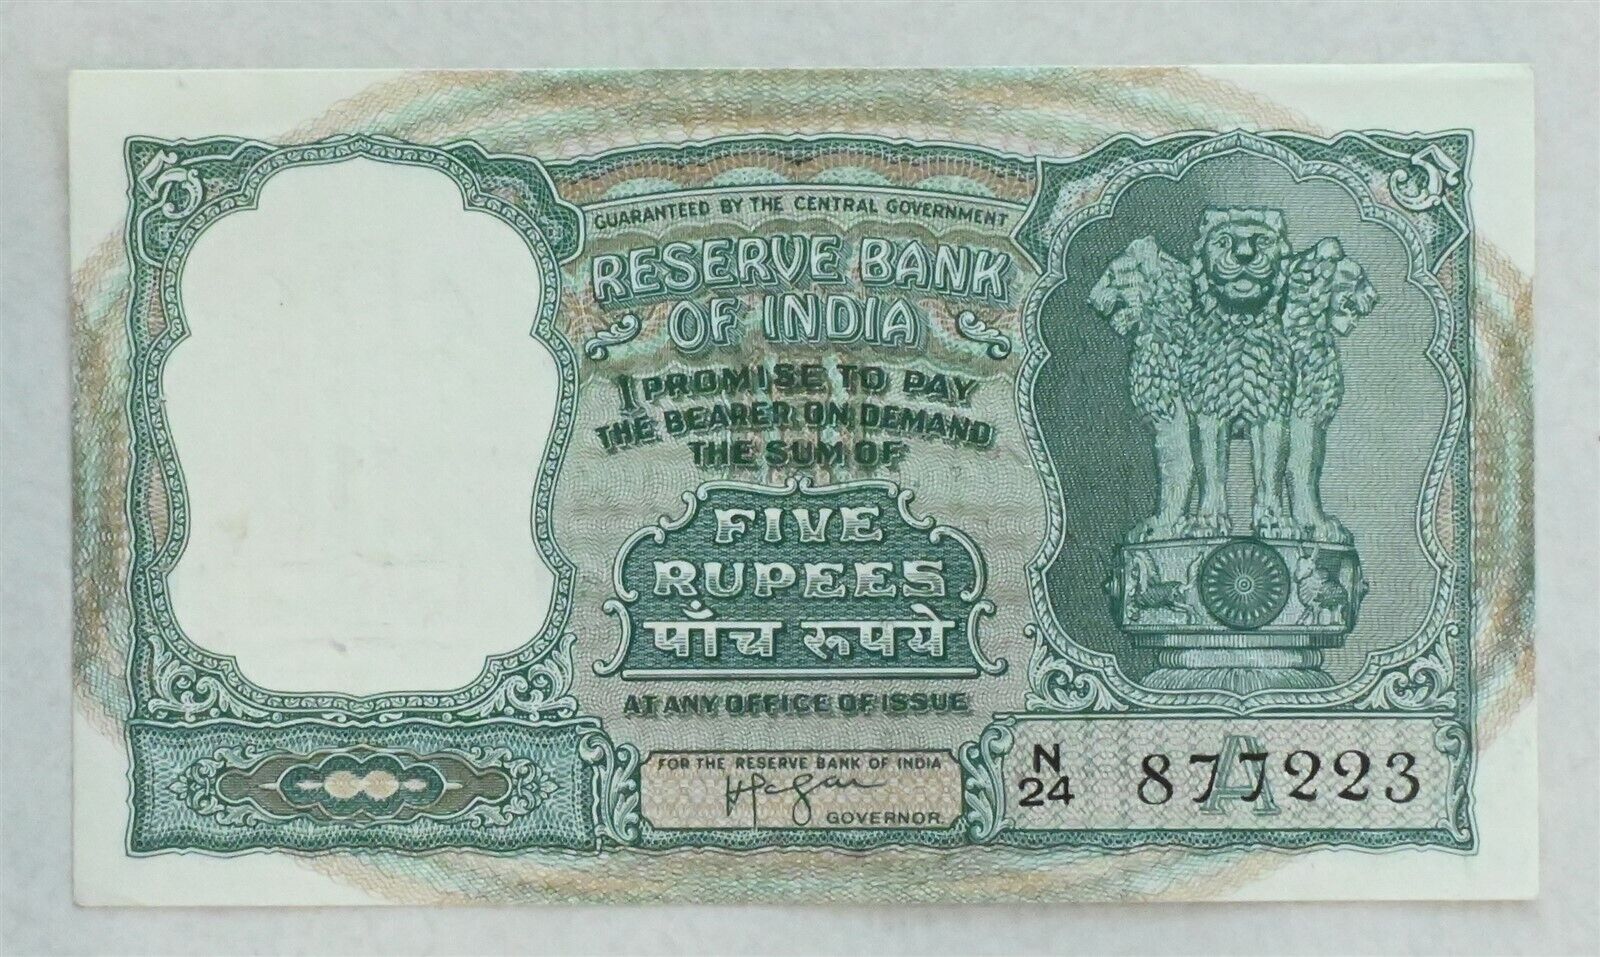 5
5
GUARANTEED BY THE CENTRAL GOVERNMENT
RESERVE BANK
OF INDIA
I PROMISE TO PAY
THE BEARER ON DEMAND
THE SUM OF
FIVE
RUPEES
पाँच रूपये
AT ANY OFFICE OF ISSUE
FOR THE RESERVE BANK OF INDIA
GOVERNOR.
N
24
877223
A